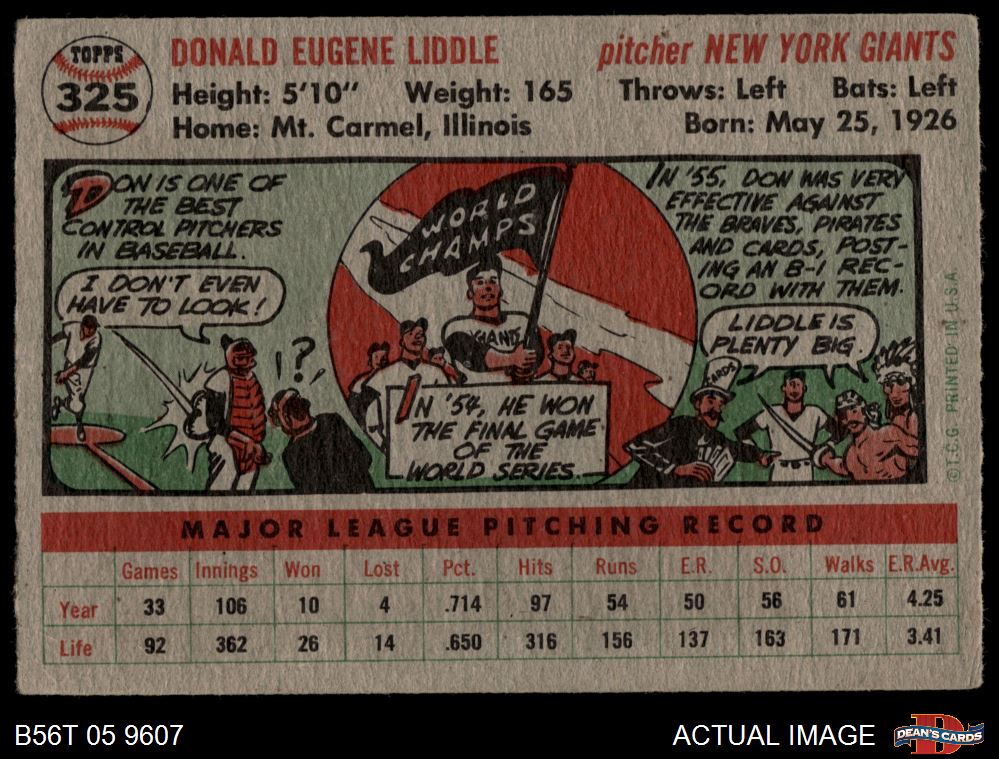 TOPPS
325
DONALD EUGENE LIDDLE
pitcher NEW YORK GIANTS
Height: 5'10" Weight: 165 Throws: Left Bats: Left
Home: Mt. Carmel, Illinois Born: May 25, 1926
DON IS ONE OF
THE BEST
CONTROL PITCHERS
IN BASEBALL.
I DON'T EVEN
HAVE TO LOOK!
!?
WORLD
CHAMPS
GIANTS
IN '54, HE WON
THE FINAL GAME
OF THE
WORLD SERIES.
IN '55, DON WAS VERY
EFFECTIVE AGAINST
THE BRAVES, PIRATES
AND CARDS, POST-
ING AN 8-1 REC-
ORD WITH THEM.
LIDDLE IS
PLENTY BIG
CARDS
©T.C.G. PRINTED IN U.S.A.
MAJOR LEAGUE PITCHING RECORD
Games Innings Won Lost Pct. Hits Runs E.R. S.O. Walks E.R.Avg.
Year 33 106 10 4 .714 97 54 50 56 61 4.25
Life 92 362 26 14 .650 316 156 137 163 171 3.41
B56T 05 9607
ACTUAL IMAGE
D
DEAN'S CARDS